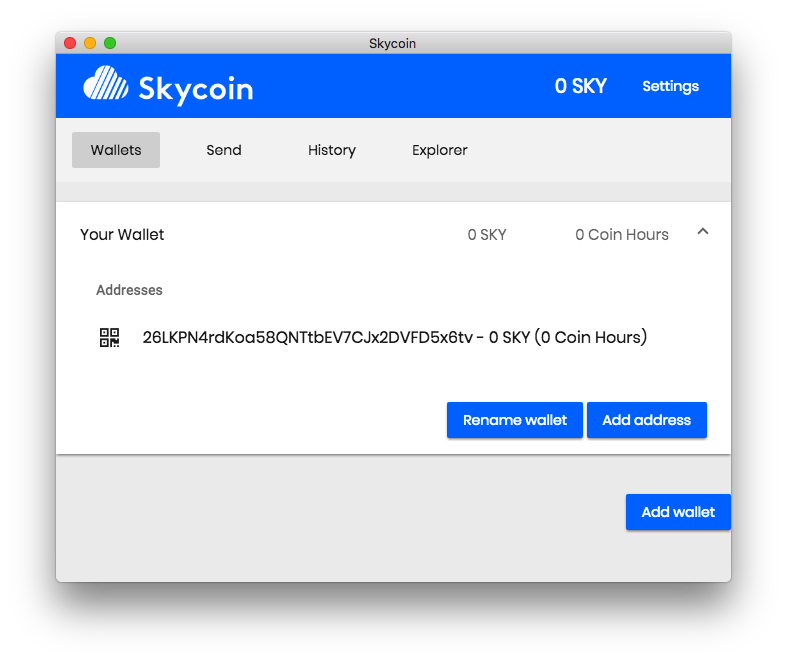 Skycoin
Skycoin 0 SKY Settings
Wallets Send History Explorer
Your Wallet 0 SKY 0 Coin Hours
Addresses
26LKPN4rdKoa58QNTtbEV7CJx2DVFD5x6tv - 0 SKY (0 Coin Hours)
Rename wallet Add address
Add wallet